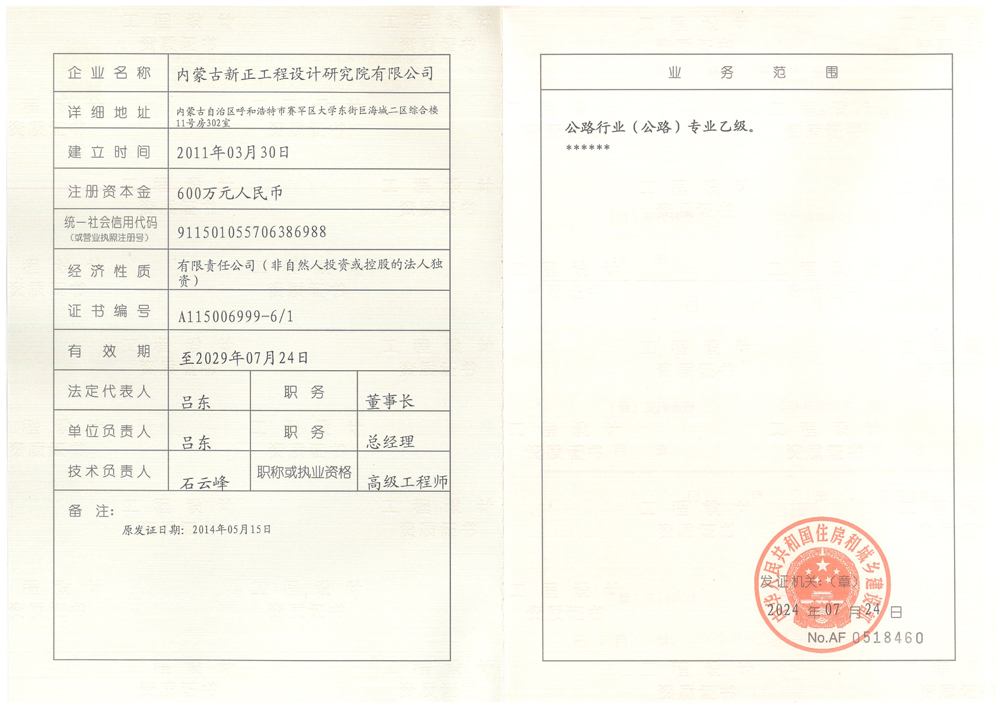 企业名称 内蒙古新正工程设计研究院有限公司
详细地址 内蒙古自治区呼和浩特市赛罕区大学东街巨海城二区综合楼
11号房302室
建立时间 2011年03月30日
注册资本金 600万元人民币
统一社会信用代码
（或营业执照注册号） 911501055706386988
经济性质 有限责任公司（非自然人投资或控股的法人独
资）
证书编号 A115006999-6/1
有效期 至2029年07月24日
法定代表人 吕东 职务 董事长
单位负责人 吕东 职务 总经理
技术负责人 石云峰 职称或执业资格 高级工程师
备注：
原发证日期：2014年05月15日
业务范围
公路行业（公路）专业乙级。
******
中华人民共和国住房和城乡建设部
发证机关：（章）
2024年07月24日
No.AF 0518460